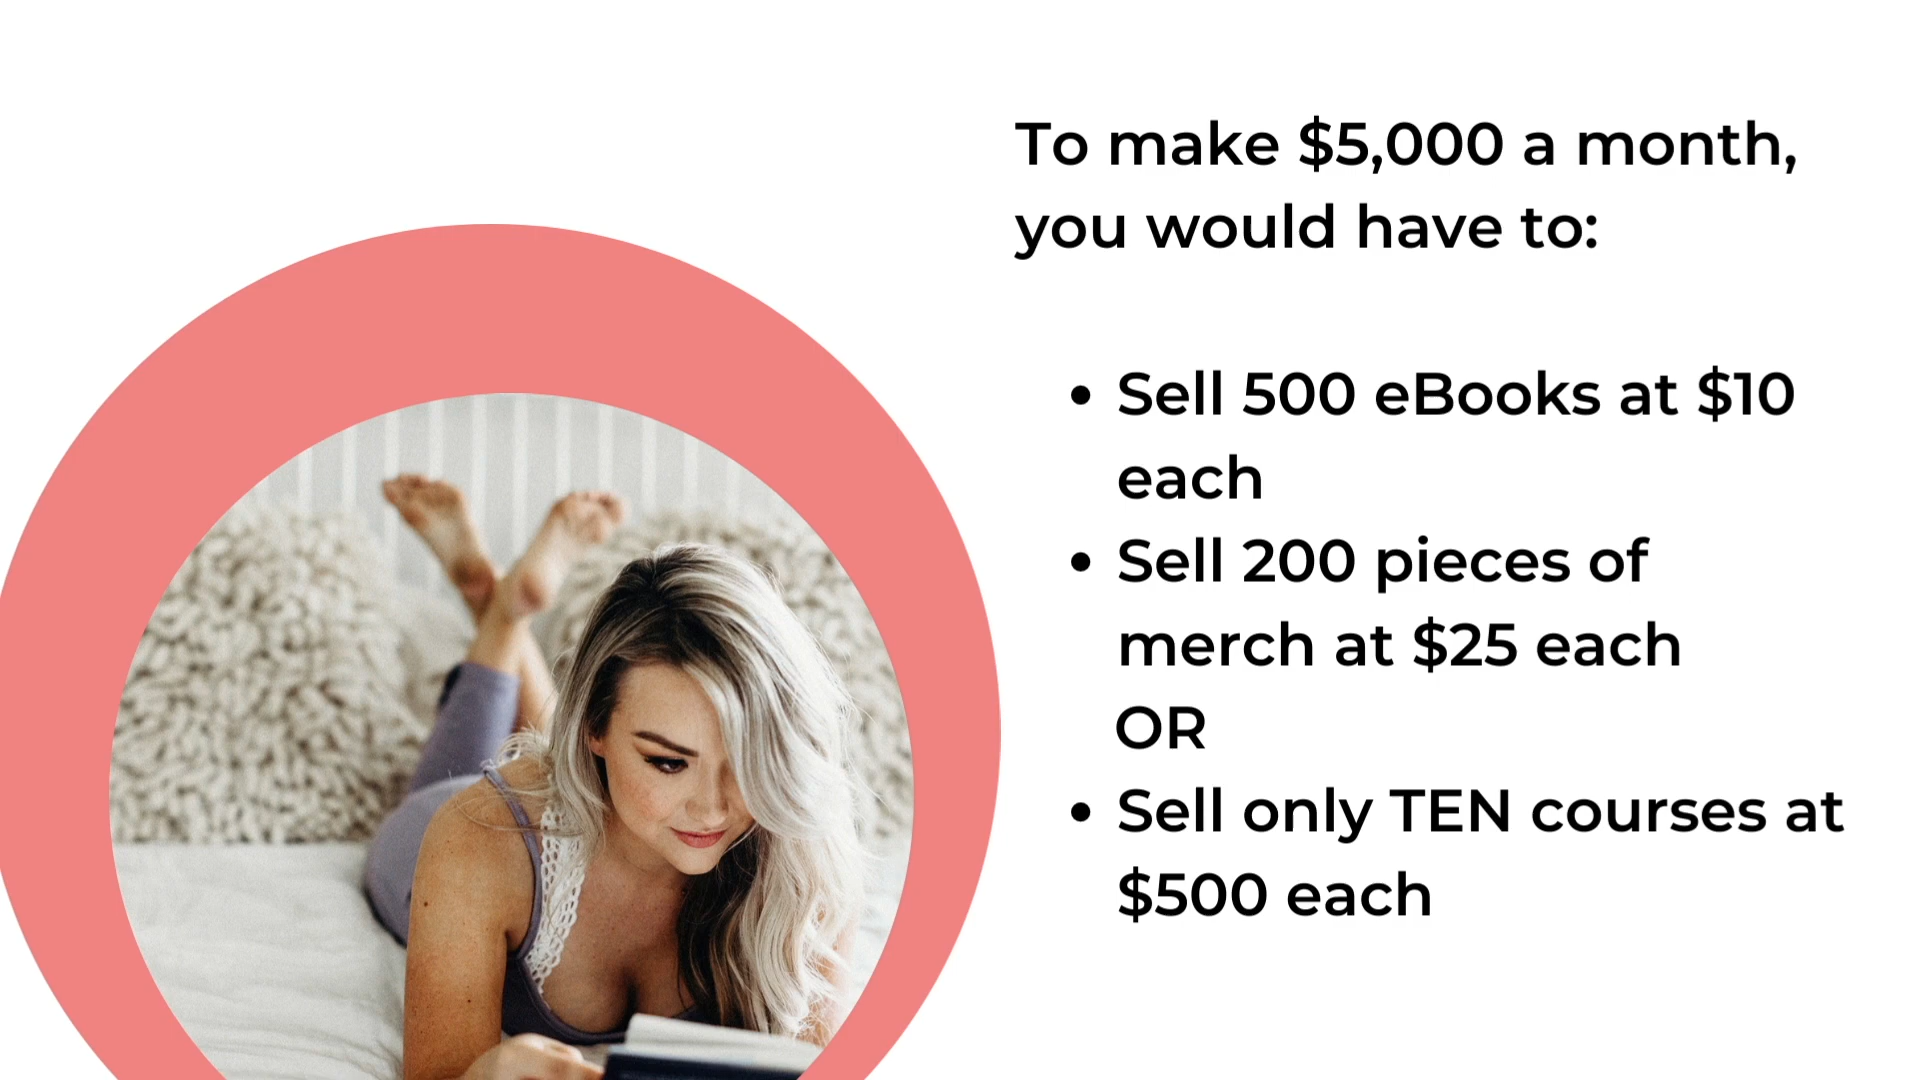 To make $5,000 a month,
you would have to:
• Sell 500 eBooks at $10
each
• Sell 200 pieces of
merch at $25 each
OR
• Sell only TEN courses at
$500 each